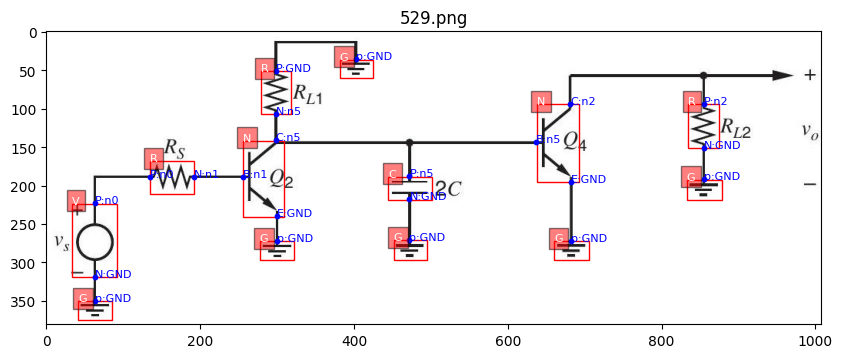 529.png
0
50
100
150
200
250
300
350
0
200
400
600
800
1000
G
p:GND
R
P:GND
R_{L1}
N:n5
N
C:n5
R_S
R
P:n0
N:n1
B:n1
Q_2
E:GND
G
p:GND
V
P:n0
+
v_s
−
N:GND
G
p:GND
C
P:n5
2C
N:GND
G
p:GND
N
C:n2
B:n5
Q_4
E:GND
G
p:GND
R
P:n2
R_{L2}
N:GND
G
p:GND
+
v_o
−